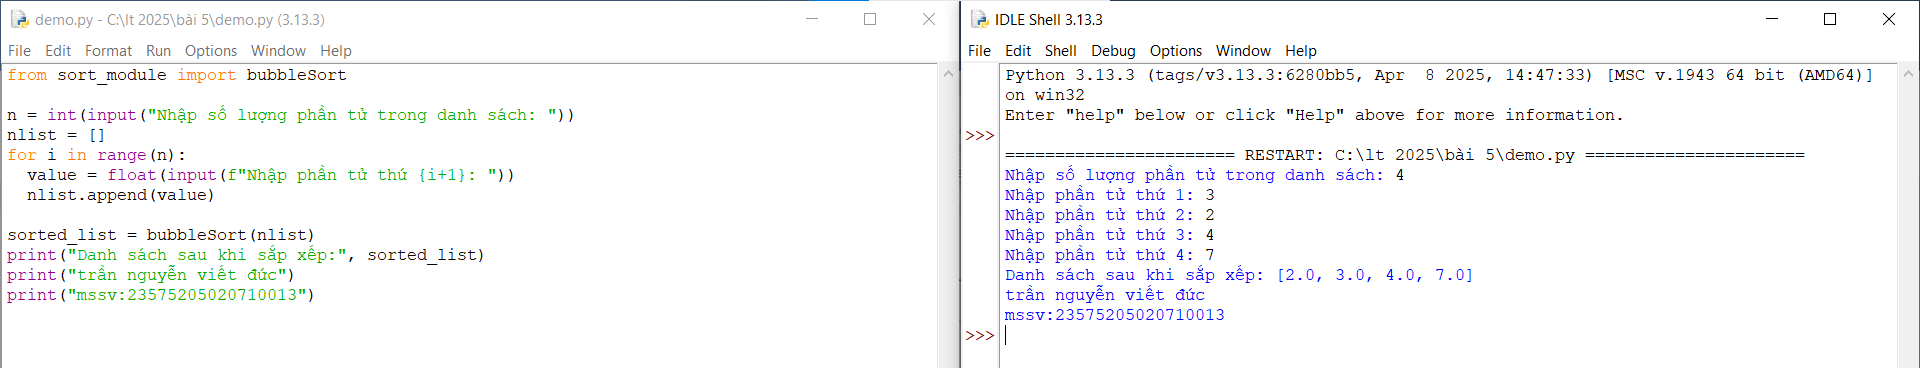 demo.py - C:\lt 2025\bài 5\demo.py (3.13.3)
File Edit Format Run Options Window Help
from sort_module import bubbleSort
n = int(input("Nhập số lượng phần tử trong danh sách: "))
nlist = []
for i in range(n):
  value = float(input(f"Nhập phần tử thứ {i+1}: "))
  nlist.append(value)
sorted_list = bubbleSort(nlist)
print("Danh sách sau khi sắp xếp:", sorted_list)
print("trần nguyễn viết đức")
print("mssv:23575205020710013")
IDLE Shell 3.13.3
File Edit Shell Debug Options Window Help
Python 3.13.3 (tags/v3.13.3:6280bb5, Apr  8 2025, 14:47:33) [MSC v.1943 64 bit (AMD64)]
on win32
Enter "help" below or click "Help" above for more information.
>>>
======================= RESTART: C:\lt 2025\bài 5\demo.py ======================
Nhập số lượng phần tử trong danh sách: 4
Nhập phần tử thứ 1: 3
Nhập phần tử thứ 2: 2
Nhập phần tử thứ 3: 4
Nhập phần tử thứ 4: 7
Danh sách sau khi sắp xếp: [2.0, 3.0, 4.0, 7.0]
trần nguyễn viết đức
mssv:23575205020710013
>>>